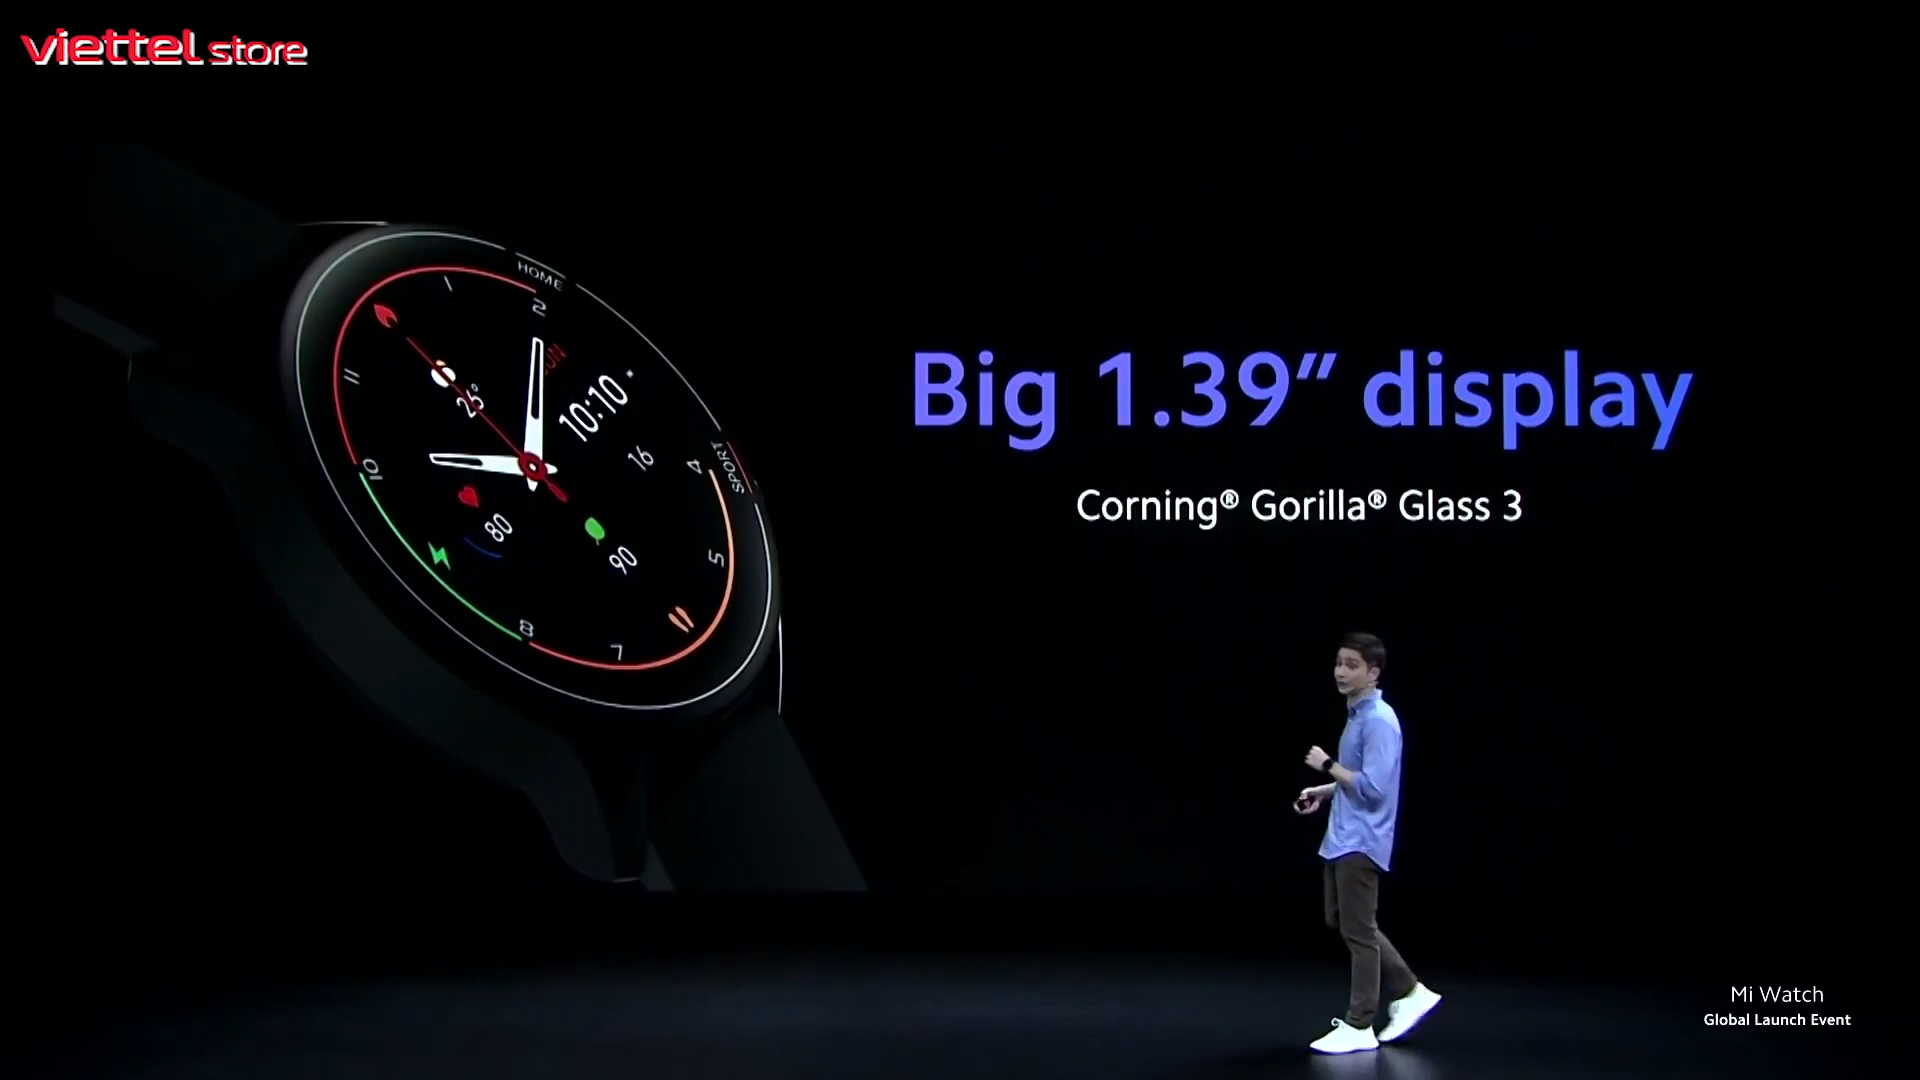 viettel store
HOME
SPORT
1
2
4
5
7
8
10
11
25°
SUN
10:10
16
80
90
Big 1.39” display
Corning® Gorilla® Glass 3
Mi Watch
Global Launch Event